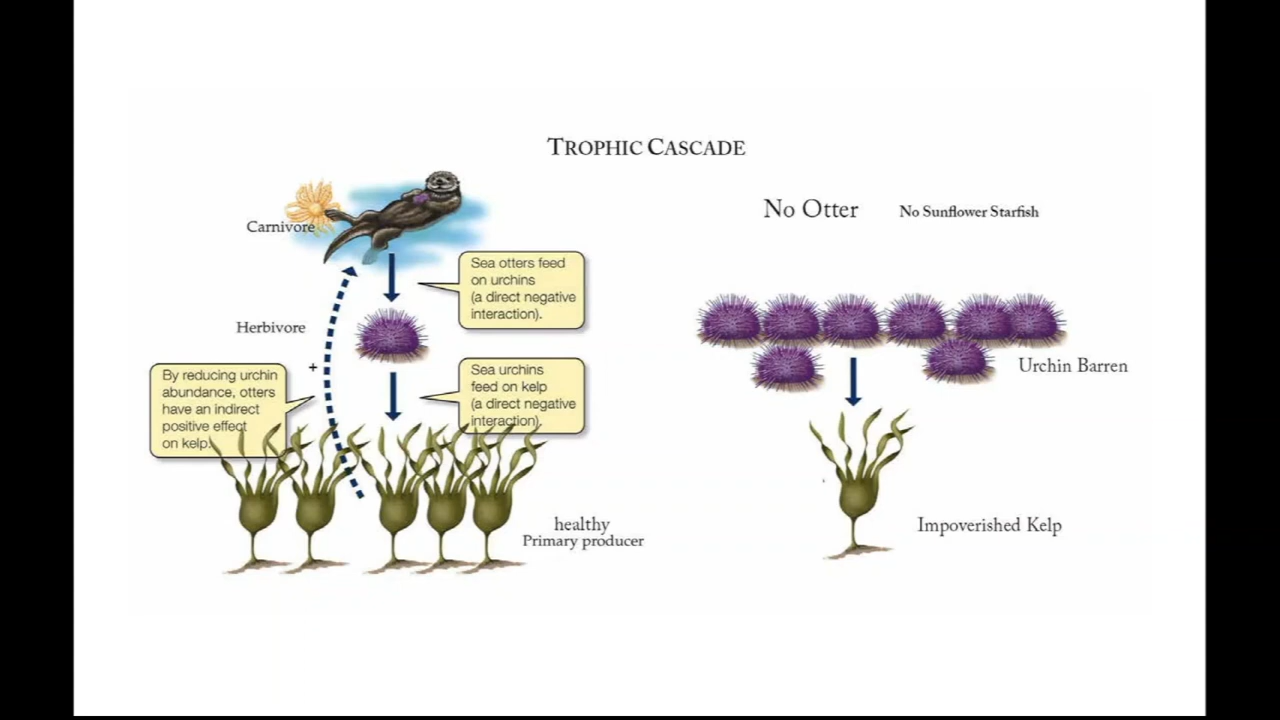 TROPHIC CASCADE
Carnivore
Sea otters feed
on urchins
(a direct negative
interaction).
Herbivore
+
By reducing urchin
abundance, otters
have an indirect
positive effect
on kelp.
Sea urchins
feed on kelp
(a direct negative
interaction).
healthy
Primary producer
No Otter
No Sunflower Starfish
Urchin Barren
Impoverished Kelp